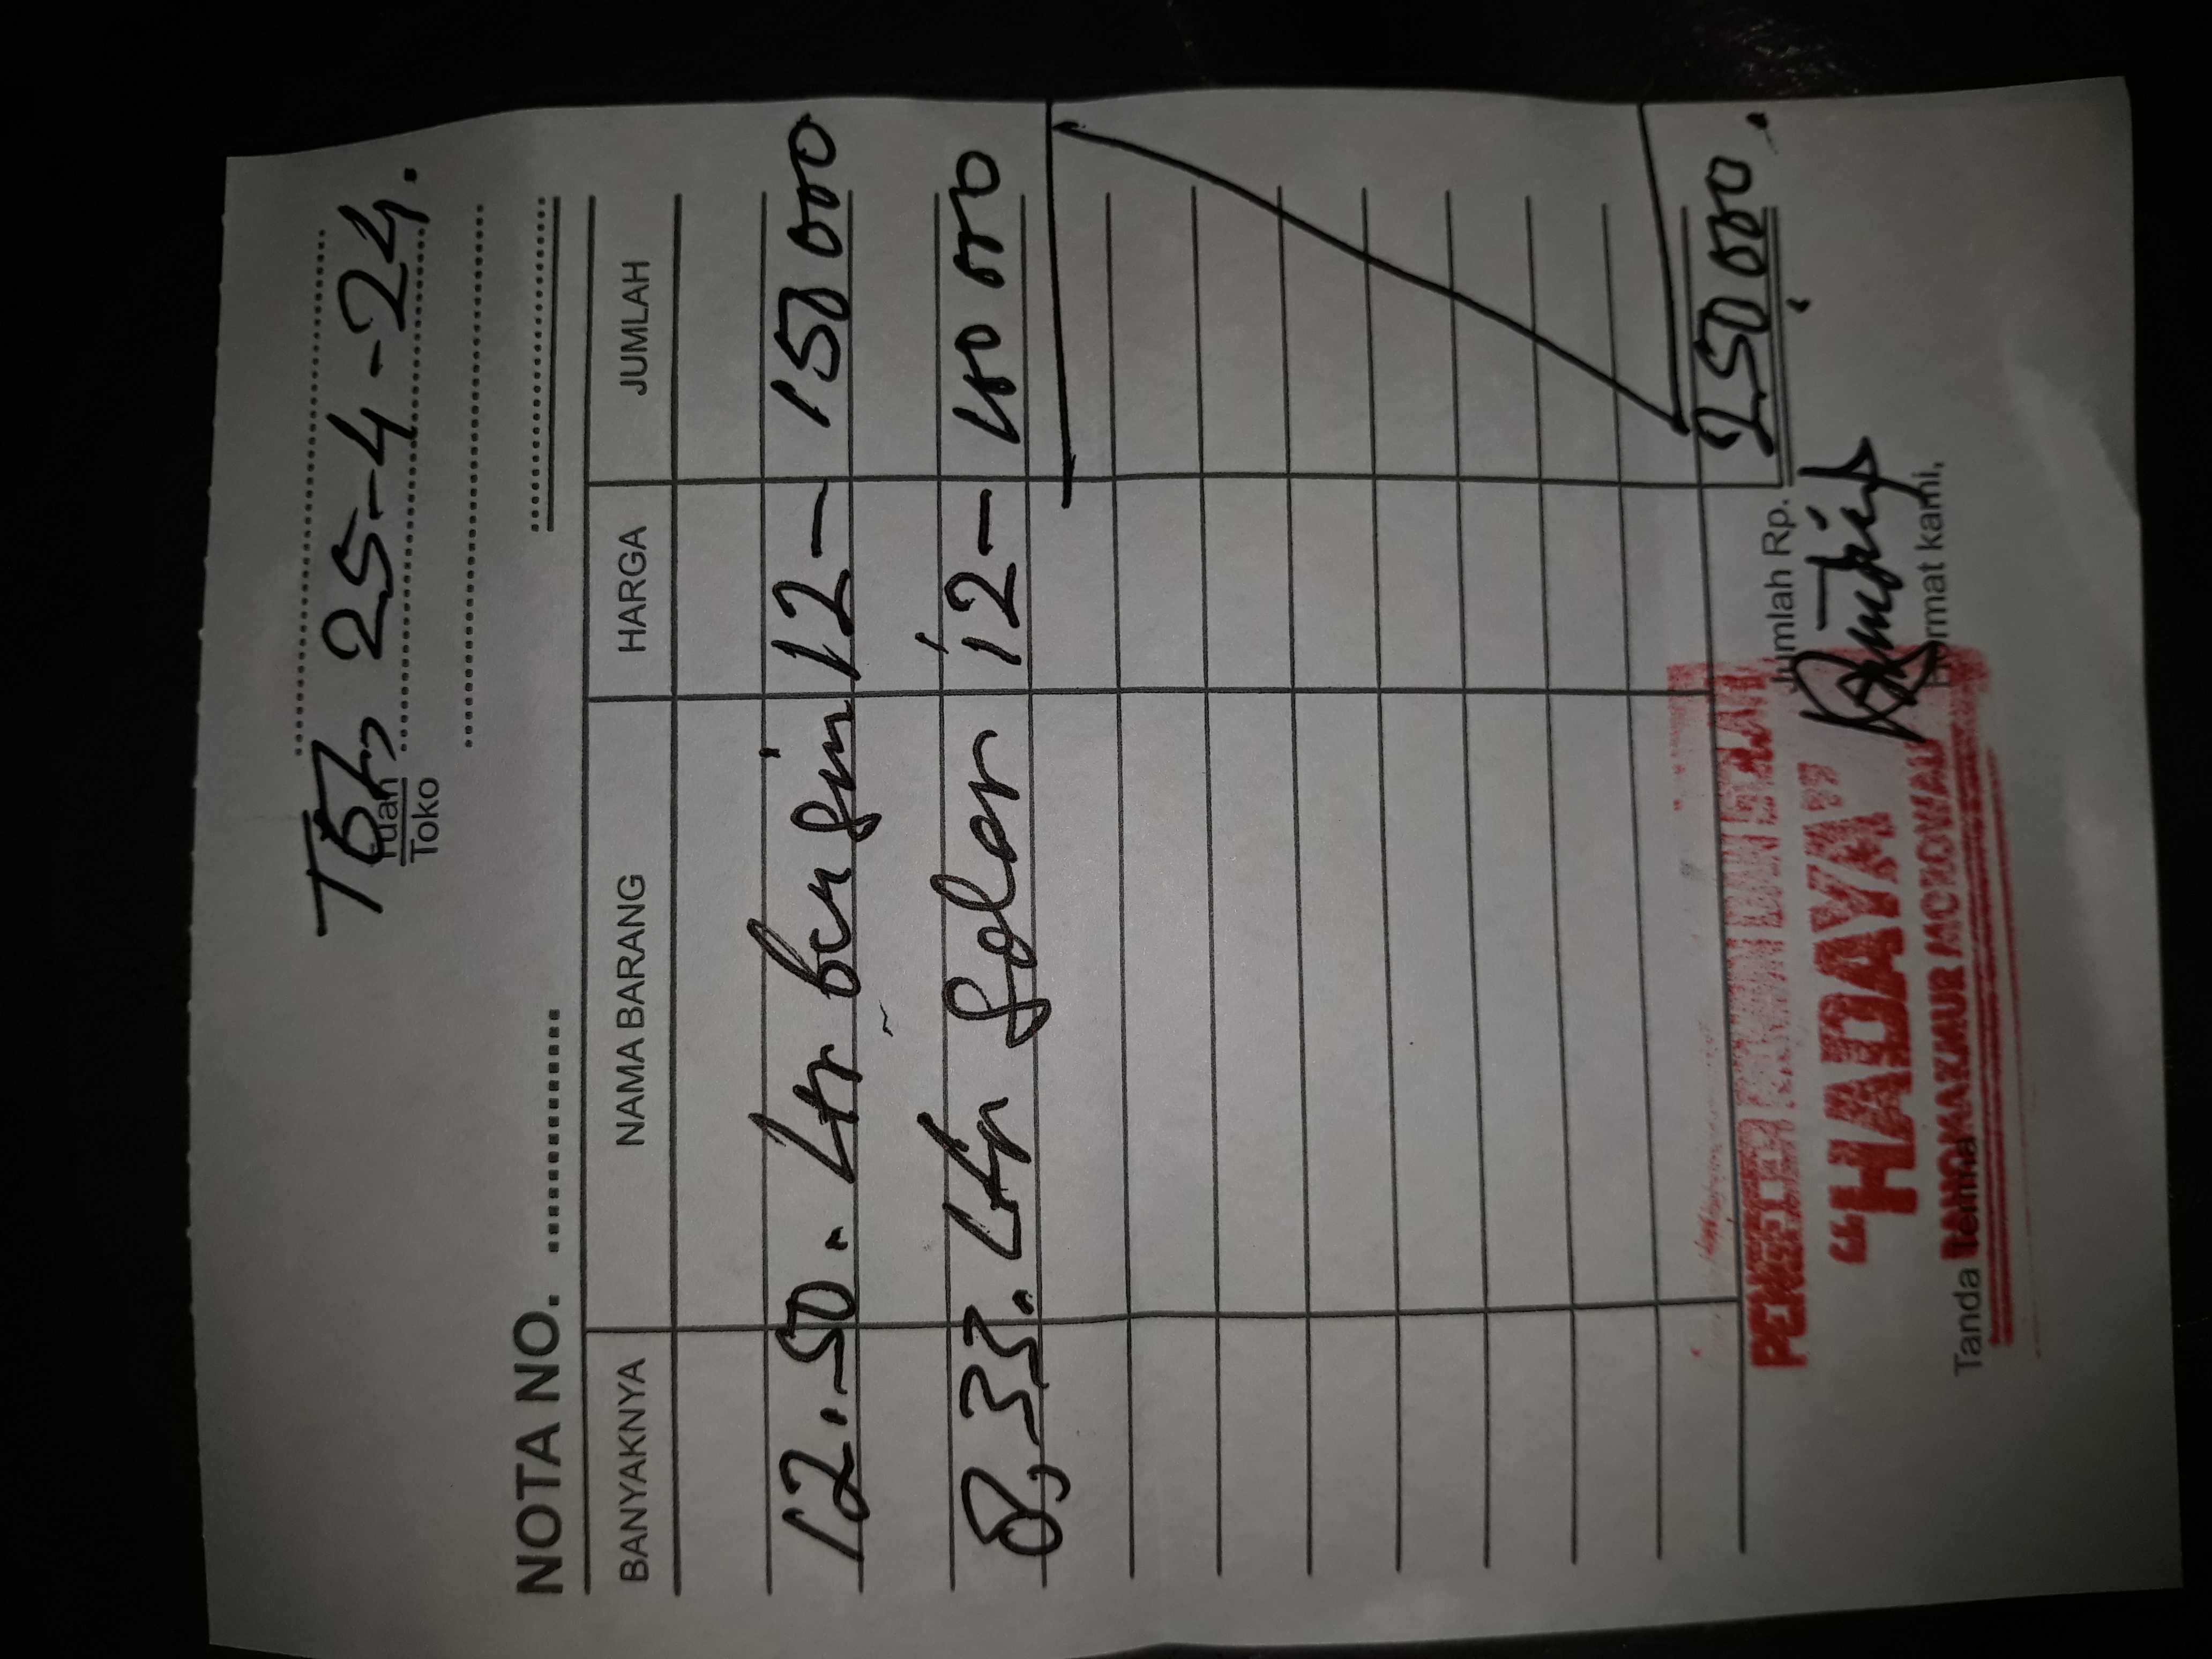 Tgl, 25-4-24.
Tuan
Toko
NOTA NO. ................
BANYAKNYA NAMA BARANG HARGA JUMLAH
12.50. Ltr bensin 12- 150 000
8,33. Ltr Solar 12- 100 000
Jumlah Rp. 250 000.
Tanda terima Hormat kami,
"HADAYA"